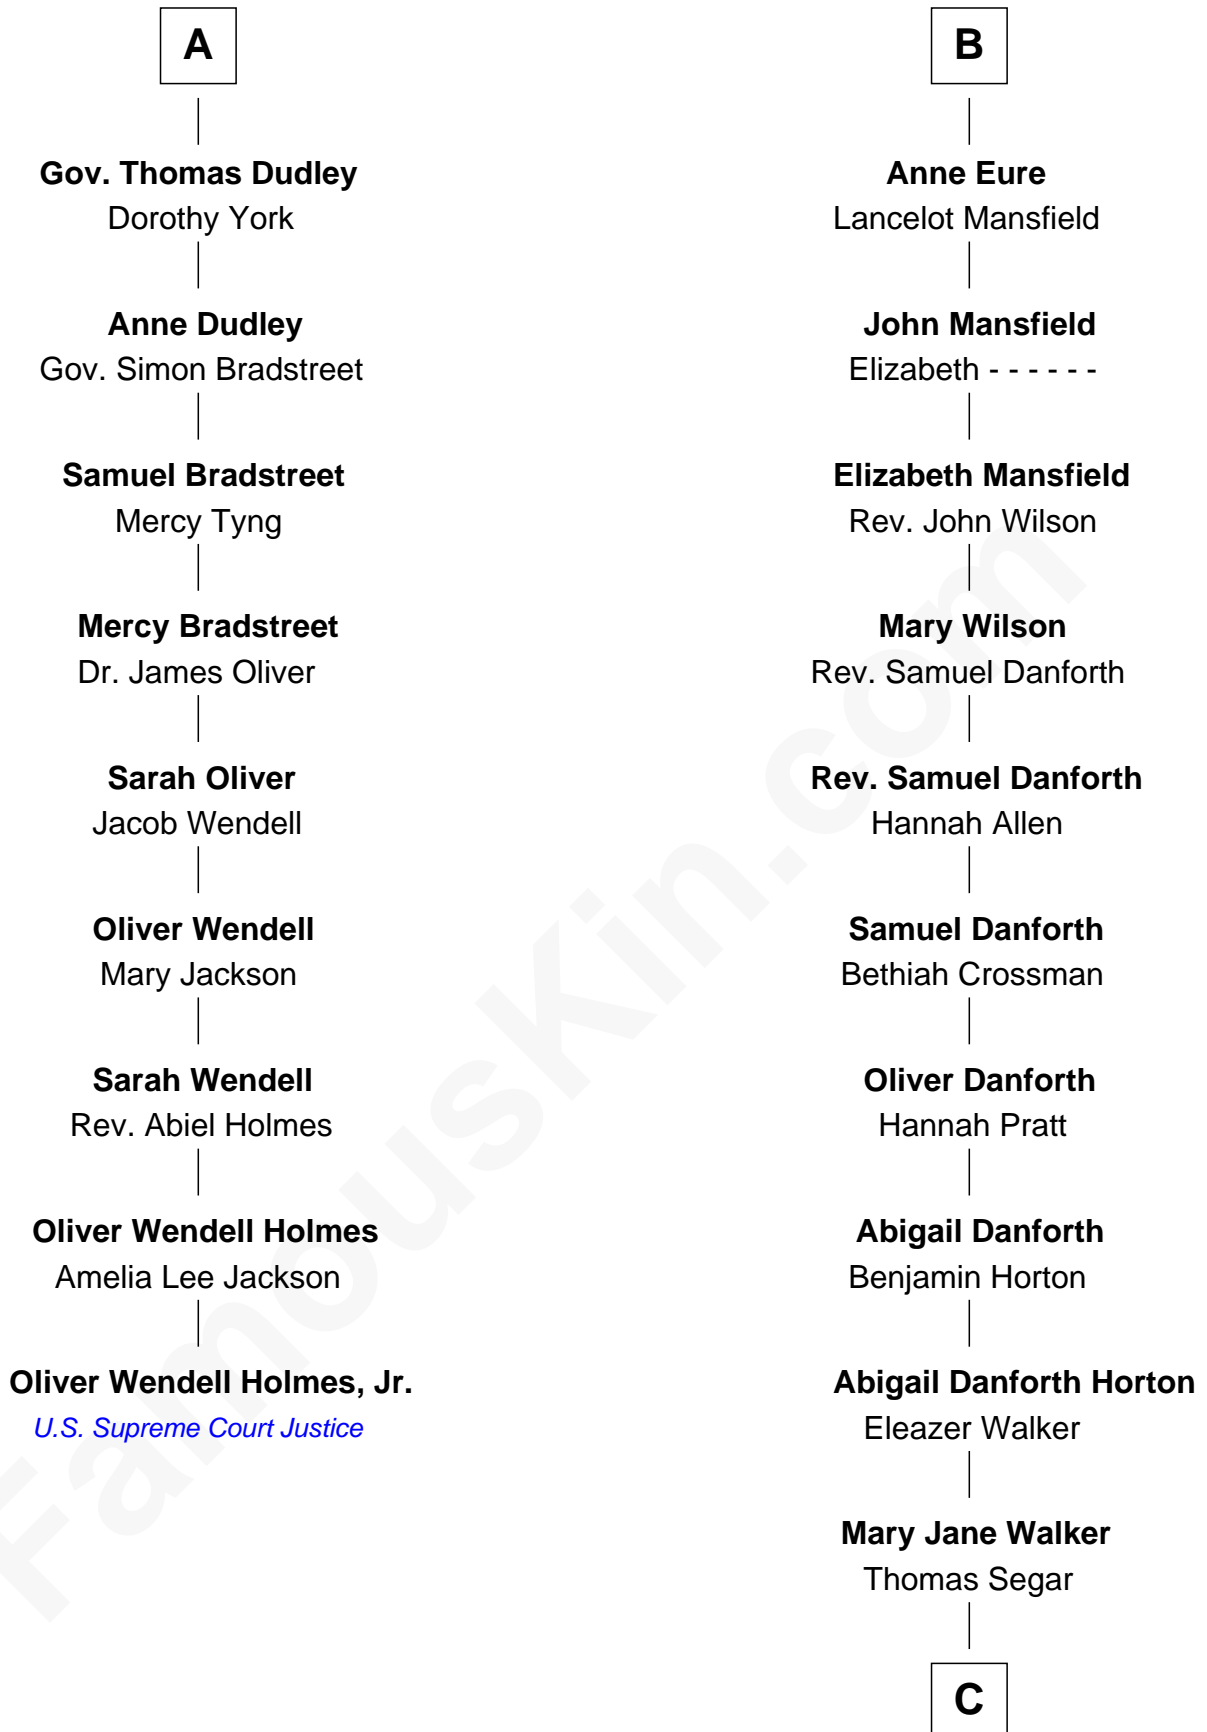 A
Gov. Thomas Dudley
Dorothy York
Anne Dudley
Gov. Simon Bradstreet
Samuel Bradstreet
Mercy Tyng
Mercy Bradstreet
Dr. James Oliver
Sarah Oliver
Jacob Wendell
Oliver Wendell
Mary Jackson
Sarah Wendell
Rev. Abiel Holmes
Oliver Wendell Holmes
Amelia Lee Jackson
Oliver Wendell Holmes, Jr.
U.S. Supreme Court Justice
B
Anne Eure
Lancelot Mansfield
John Mansfield
Elizabeth - - - - - -
Elizabeth Mansfield
Rev. John Wilson
Mary Wilson
Rev. Samuel Danforth
Rev. Samuel Danforth
Hannah Allen
Samuel Danforth
Bethiah Crossman
Oliver Danforth
Hannah Pratt
Abigail Danforth
Benjamin Horton
Abigail Danforth Horton
Eleazer Walker
Mary Jane Walker
Thomas Segar
C
FamousKin.com